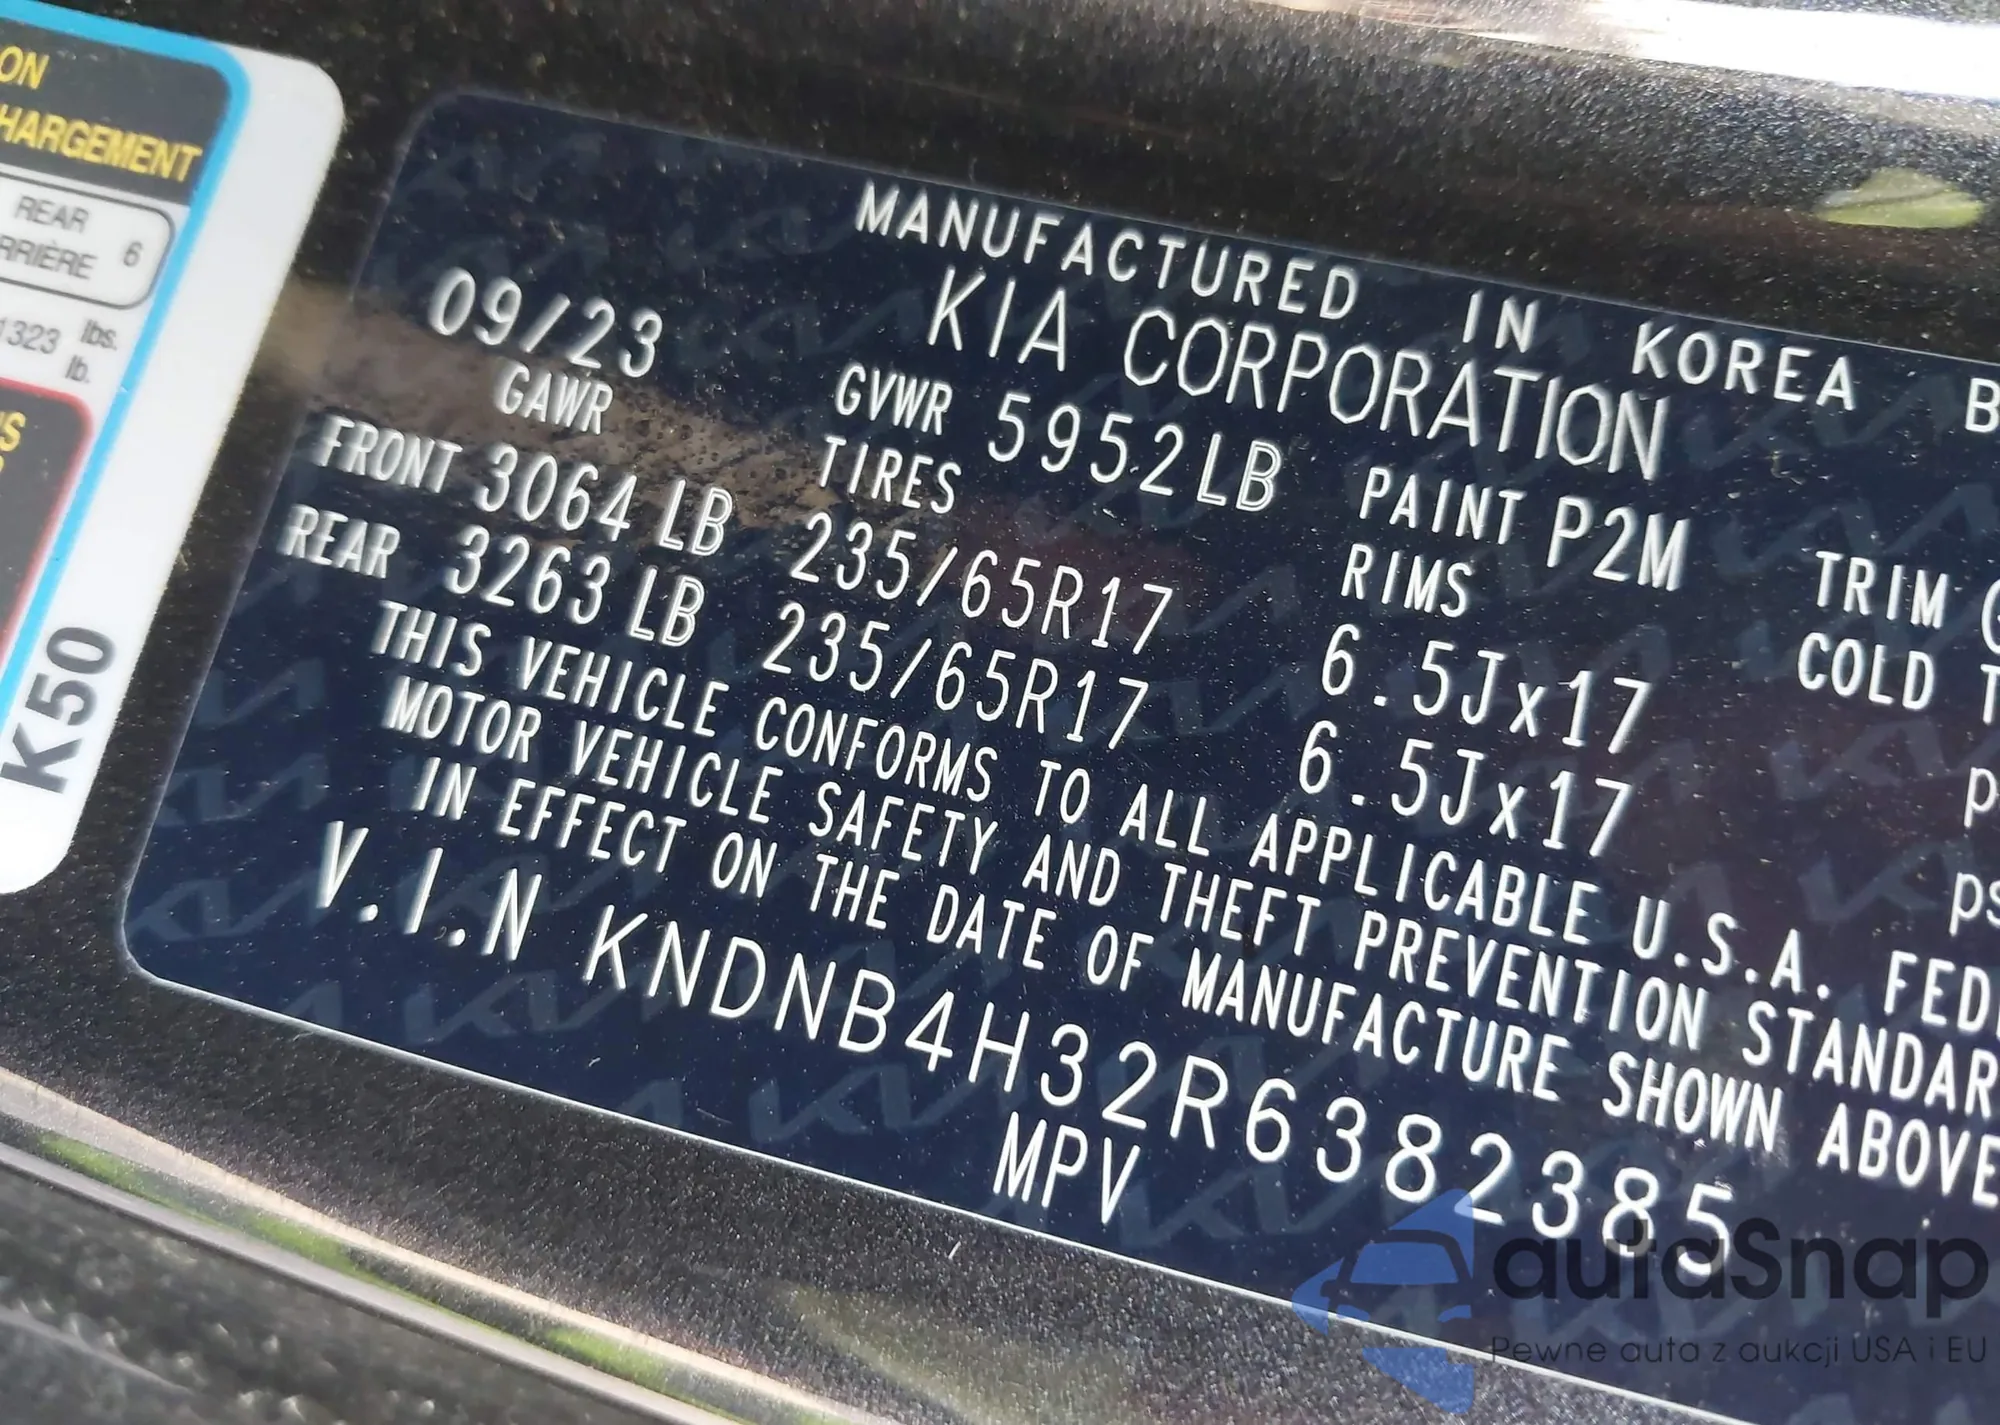 ON
HARGEMENT
REAR
RRIÈRE 6
1323 lbs.
lb.
K50
MANUFACTURED IN KOREA B
KIA CORPORATION
09/23
GAWR
GVWR 5952LB
PAINT P2M
TRIM
TIRES
RIMS
COLD T
FRONT 3064 LB 235/65R17 6.5Jx17 p
REAR 3263 LB 235/65R17 6.5Jx17 ps
THIS VEHICLE CONFORMS TO ALL APPLICABLE U.S.A. FED
MOTOR VEHICLE SAFETY AND THEFT PREVENTION STANDAR
IN EFFECT ON THE DATE OF MANUFACTURE SHOWN ABOVE
V.I.N KNDNB4H32R6382385
MPV
autaSnap
Pewne auta z aukcji USA i EU